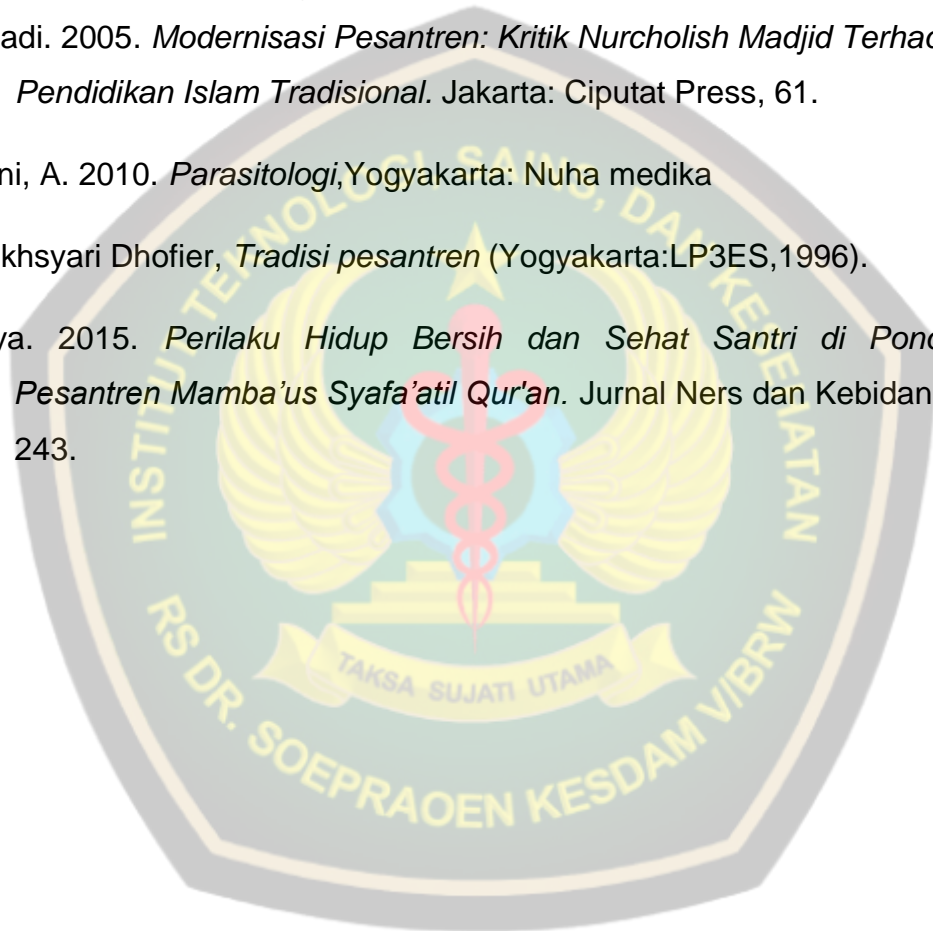 adi. 2005. Modernisasi Pesantren: Kritik Nurcholish Madjid Terhad
Pendidikan Islam Tradisional. Jakarta: Ciputat Press, 61.
ni, A. 2010. Parasitologi,Yogyakarta: Nuha medika
khsyari Dhofier, Tradisi pesantren (Yogyakarta:LP3ES,1996).
ya. 2015. Perilaku Hidup Bersih dan Sehat Santri di Pond
Pesantren Mamba’us Syafa’atil Qur'an. Jurnal Ners dan Kebidan
243.
INSTITUT TEKNOLOGI, SAINS, DAN KESEHATAN
TAKSA SUJATI UTAMA
RS DR. SOEPRAOEN KESDAM V/BRW